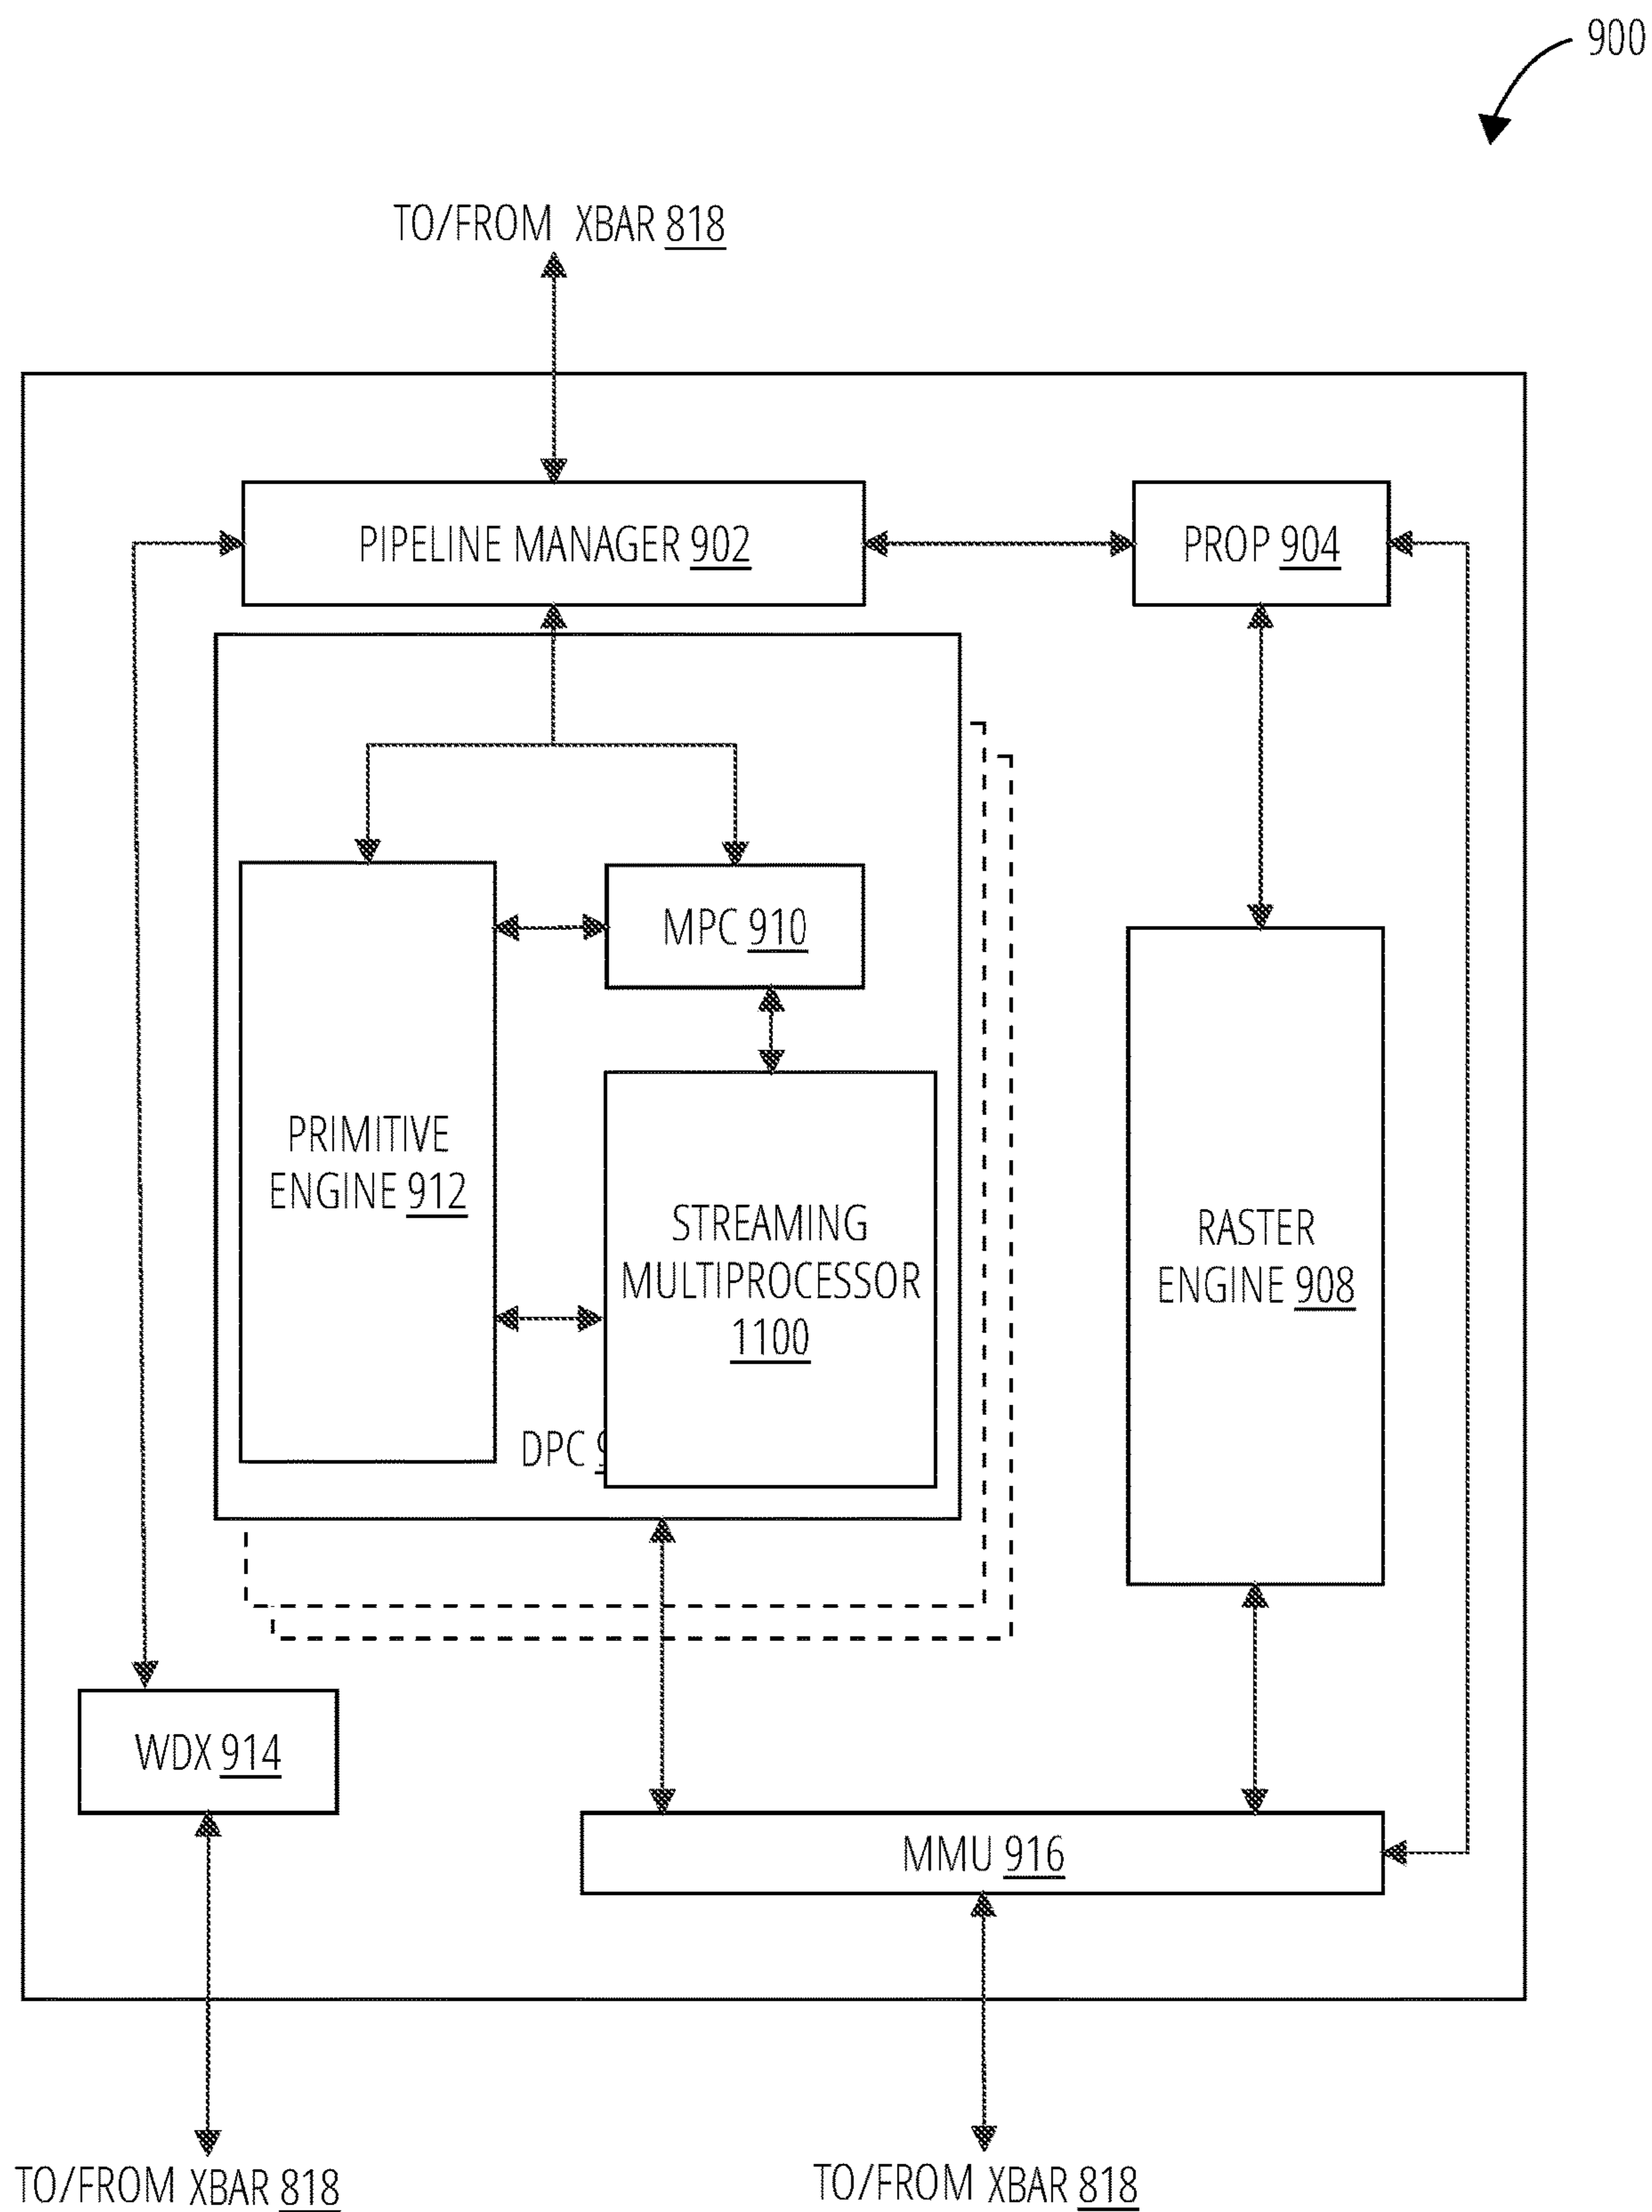 900
TO/FROM XBAR 818
PIPELINE MANAGER 902
PROP 904
MPC 910
PRIMITIVE
ENGINE 912
STREAMING
MULTIPROCESSOR
1100
RASTER
ENGINE 908
DPC
WDX 914
MMU 916
TO/FROM XBAR 818
TO/FROM XBAR 818